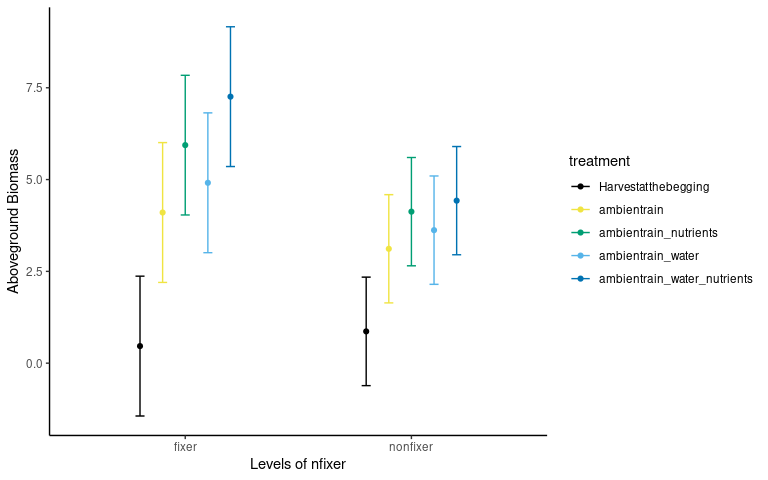 Aboveground Biomass
7.5
5.0
2.5
0.0
fixer
nonfixer
Levels of nfixer
treatment
Harvestatthebegging
ambientrain
ambientrain_nutrients
ambientrain_water
ambientrain_water_nutrients